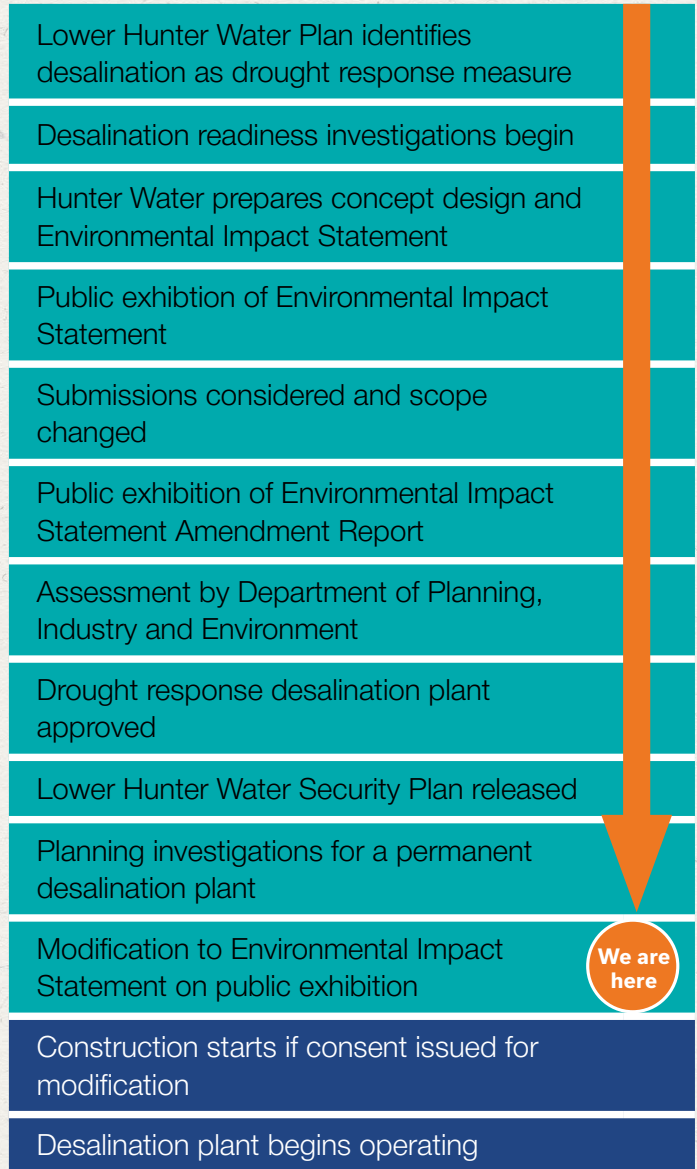 Lower Hunter Water Plan identifies
desalination as drought response measure
Desalination readiness investigations begin
Hunter Water prepares concept design and
Environmental Impact Statement
Public exhibtion of Environmental Impact
Statement
Submissions considered and scope
changed
Public exhibition of Environmental Impact
Statement Amendment Report
Assessment by Department of Planning,
Industry and Environment
Drought response desalination plant
approved
Lower Hunter Water Security Plan released
Planning investigations for a permanent
desalination plant
Modification to Environmental Impact
Statement on public exhibition
We are
here
Construction starts if consent issued for
modification
Desalination plant begins operating